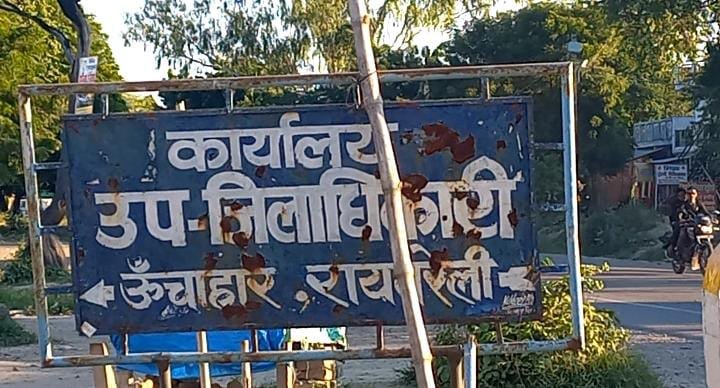 कार्यालय
उप-जिलाधिकारी
ऊँचाहार . रायबरेली